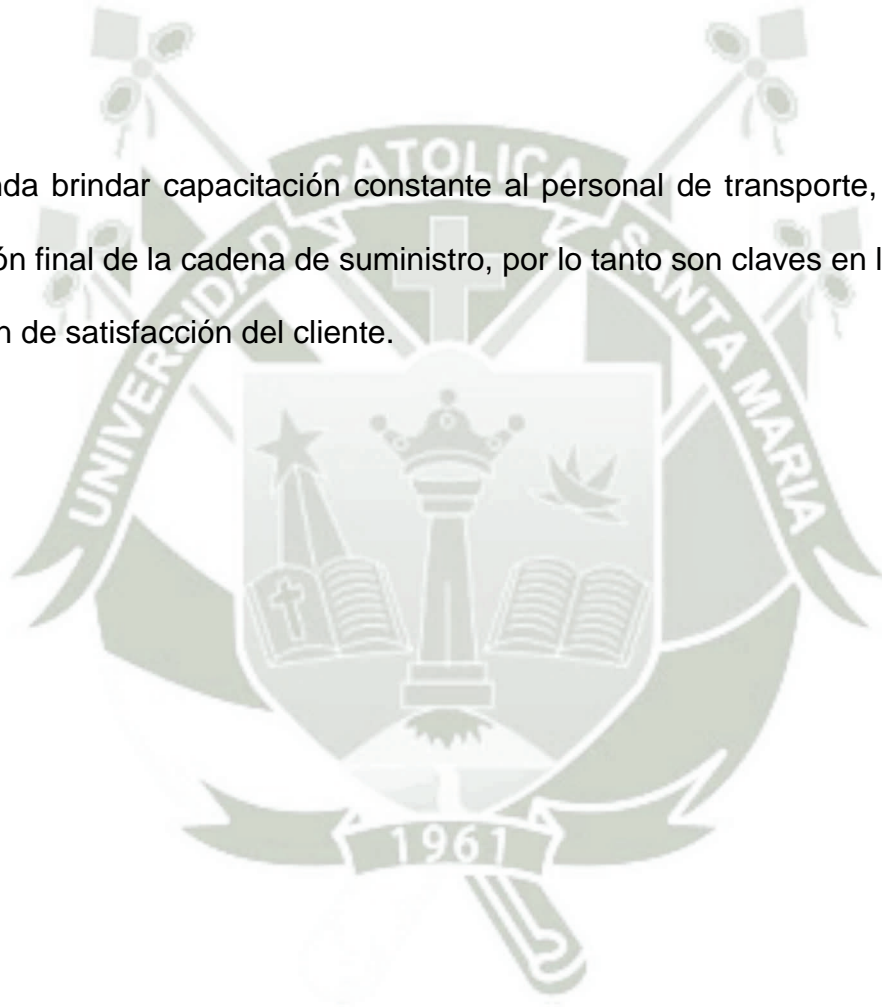 nda brindar capacitación constante al personal de transporte,
ón final de la cadena de suministro, por lo tanto son claves en l
n de satisfacción del cliente.
UNIVERSIDAD CATOLICA SANTA MARIA
1961